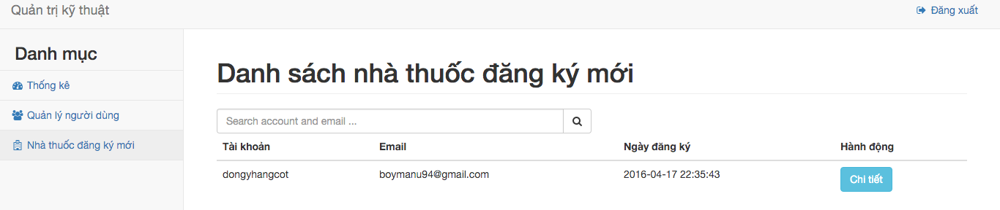 Quản trị kỹ thuật
Đăng xuất
Danh mục
Thống kê
Quản lý người dùng
Nhà thuốc đăng ký mới
Danh sách nhà thuốc đăng ký mới
Search account and email ...
Tài khoản Email Ngày đăng ký Hành động
dongyhangcot boymanu94@gmail.com 2016-04-17 22:35:43 Chi tiết